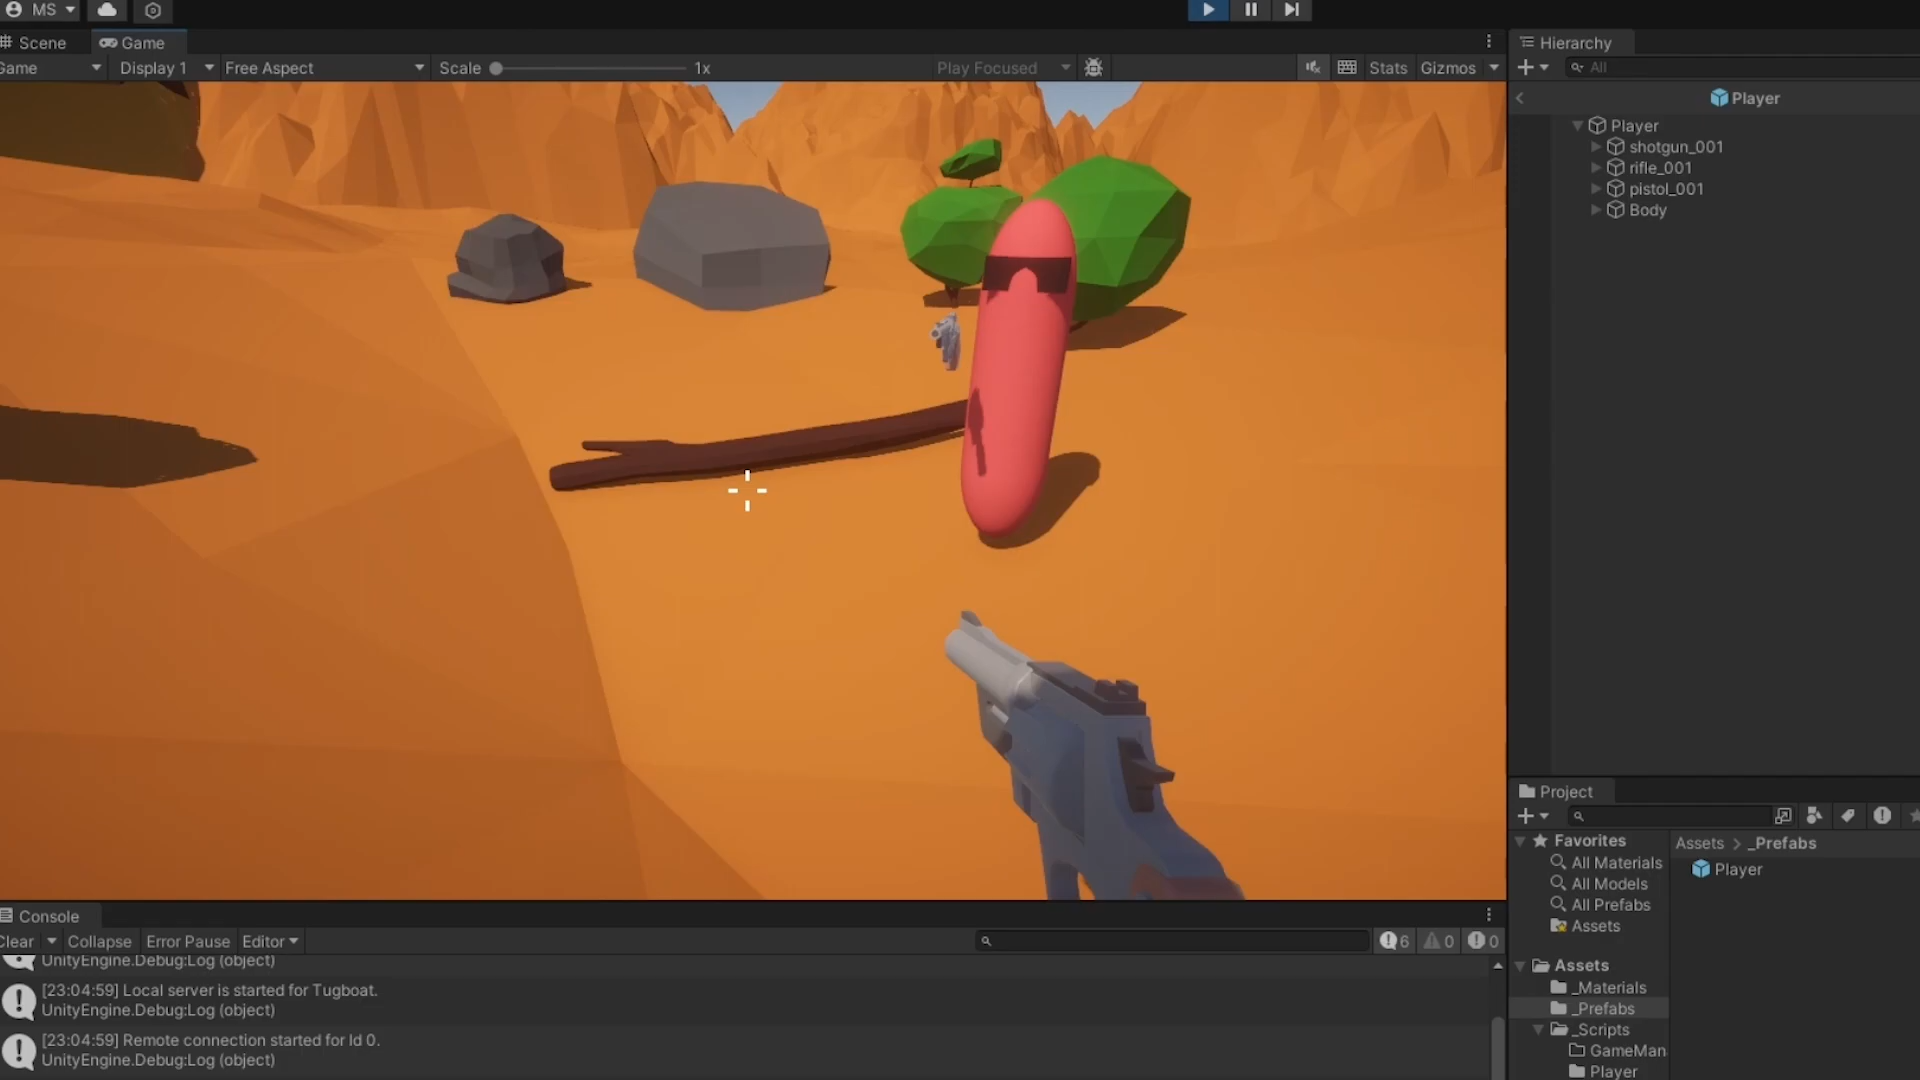 MS
Scene
Game
Game
Display 1
Free Aspect
Scale
1x
Play Focused
Stats
Gizmos
Hierarchy
All
Player
Player
shotgun_001
rifle_001
pistol_001
Body
Project
Favorites
All Materials
All Models
All Prefabs
Assets
Assets
_Materials
_Prefabs
_Scripts
GameMan
Player
Assets > _Prefabs
Player
Console
Clear
Collapse
Error Pause
Editor
6
0
0
UnityEngine.Debug:Log (object)
[23:04:59] Local server is started for Tugboat.
UnityEngine.Debug:Log (object)
[23:04:59] Remote connection started for Id 0.
UnityEngine.Debug:Log (object)